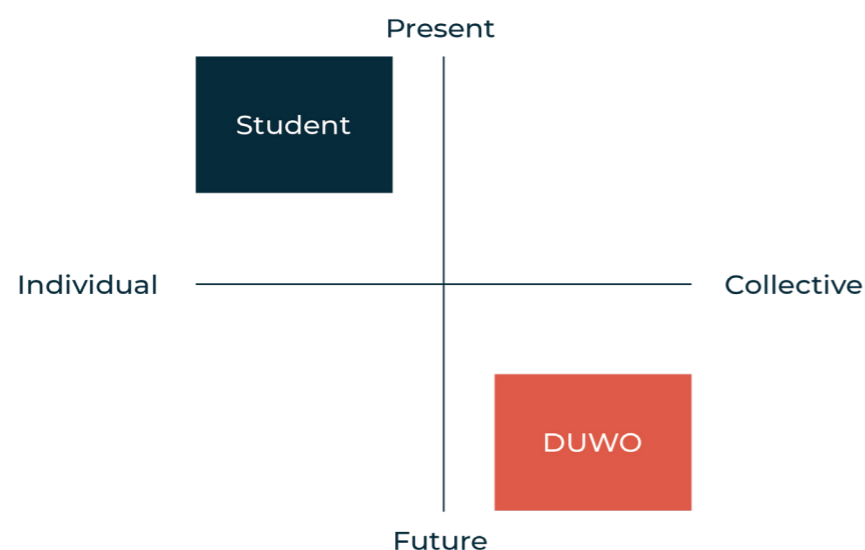 Present
Student
Individual
Collective
DUWO
Future